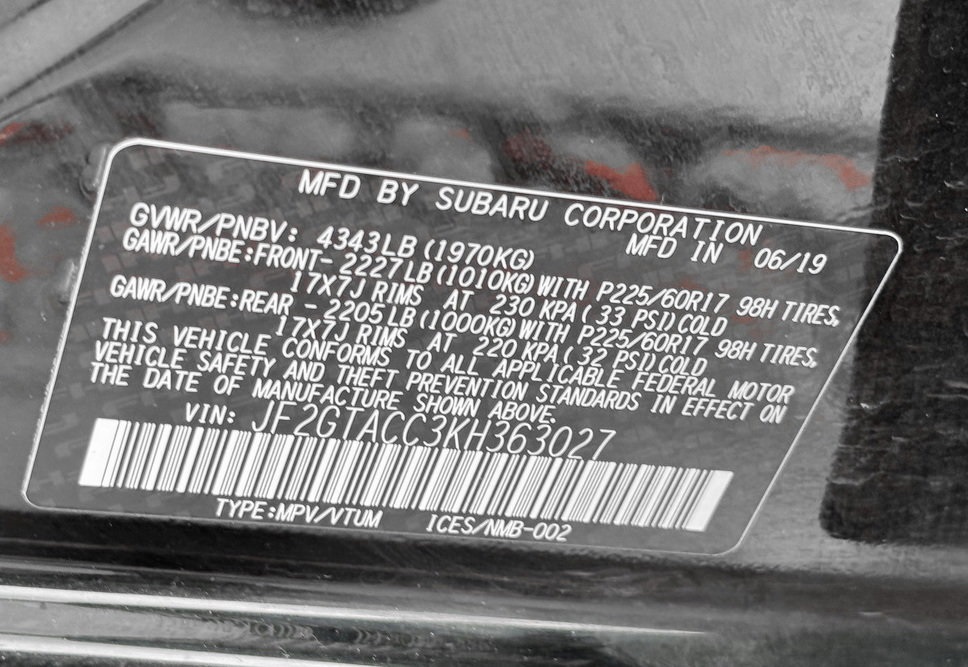 MFD BY SUBARU CORPORATION
GVWR/PNBV: 4343LB (1970KG) MFD IN 06/19
GAWR/PNBE:FRONT- 2227LB (1010KG) WITH P225/60R17 98H TIRES,
17X7J RIMS AT 230 KPA ( 33 PSI) COLD
GAWR/PNBE:REAR - 2205LB (1000KG) WITH P225/60R17 98H TIRES,
17X7J RIMS AT 220 KPA ( 32 PSI) COLD
THIS VEHICLE CONFORMS TO ALL APPLICABLE FEDERAL MOTOR
VEHICLE SAFETY AND THEFT PREVENTION STANDARDS IN EFFECT ON
THE DATE OF MANUFACTURE SHOWN ABOVE.
VIN: JF2GTACC3KH363027
TYPE:MPV/VTUM ICES/NMB-002